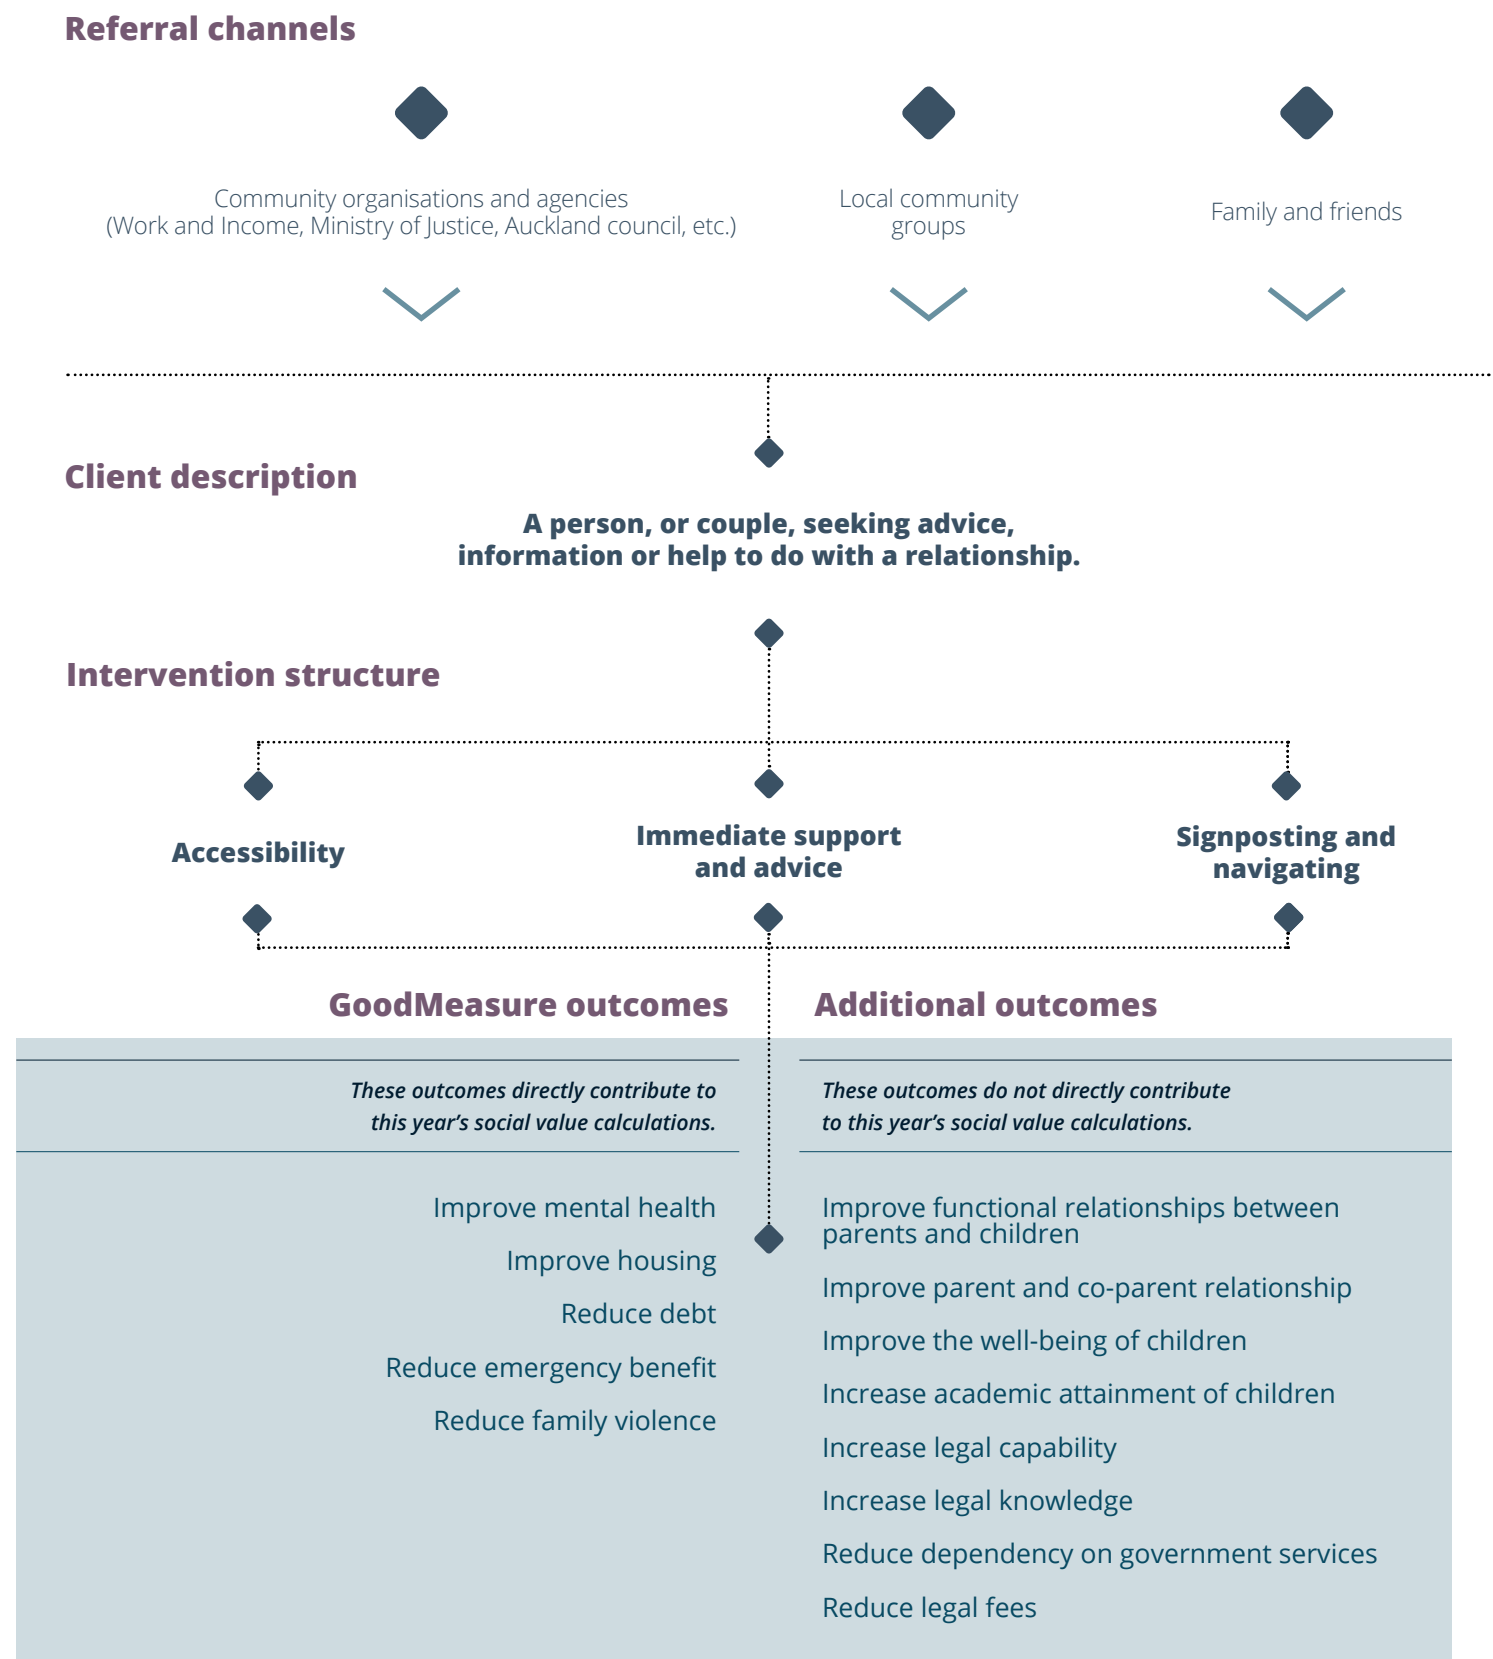 Referral channels
Community organisations and agencies
(Work and Income, Ministry of Justice, Auckland council, etc.)
Local community
groups
Family and friends
Client description
A person, or couple, seeking advice,
information or help to do with a relationship.
Intervention structure
Accessibility
Immediate support
and advice
Signposting and
navigating
GoodMeasure outcomes
These outcomes directly contribute to
this year’s social value calculations.
Improve mental health
Improve housing
Reduce debt
Reduce emergency benefit
Reduce family violence
Additional outcomes
These outcomes do not directly contribute
to this year’s social value calculations.
Improve functional relationships between
parents and children
Improve parent and co-parent relationship
Improve the well-being of children
Increase academic attainment of children
Increase legal capability
Increase legal knowledge
Reduce dependency on government services
Reduce legal fees